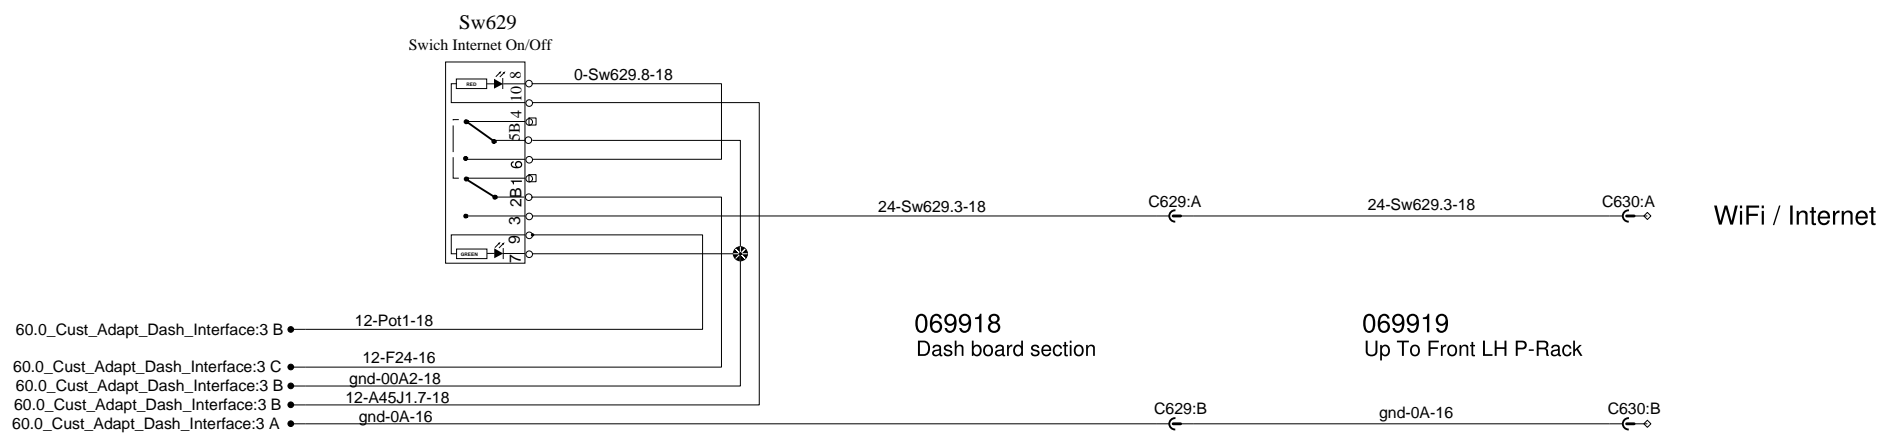 Sw629
Swich Internet On/Off
RED
8
0-Sw629.8-18
10
4
5B
6
1
2B
3
24-Sw629.3-18
C629:A
24-Sw629.3-18
C630:A
WiFi / Internet
9
GREEN
7
60.0_Cust_Adapt_Dash_Interface:3 B
12-Pot1-18
069918
Dash board section
069919
Up To Front LH P-Rack
60.0_Cust_Adapt_Dash_Interface:3 C
12-F24-16
60.0_Cust_Adapt_Dash_Interface:3 B
gnd-00A2-18
60.0_Cust_Adapt_Dash_Interface:3 B
12-A45J1.7-18
60.0_Cust_Adapt_Dash_Interface:3 A
gnd-0A-16
C629:B
gnd-0A-16
C630:B